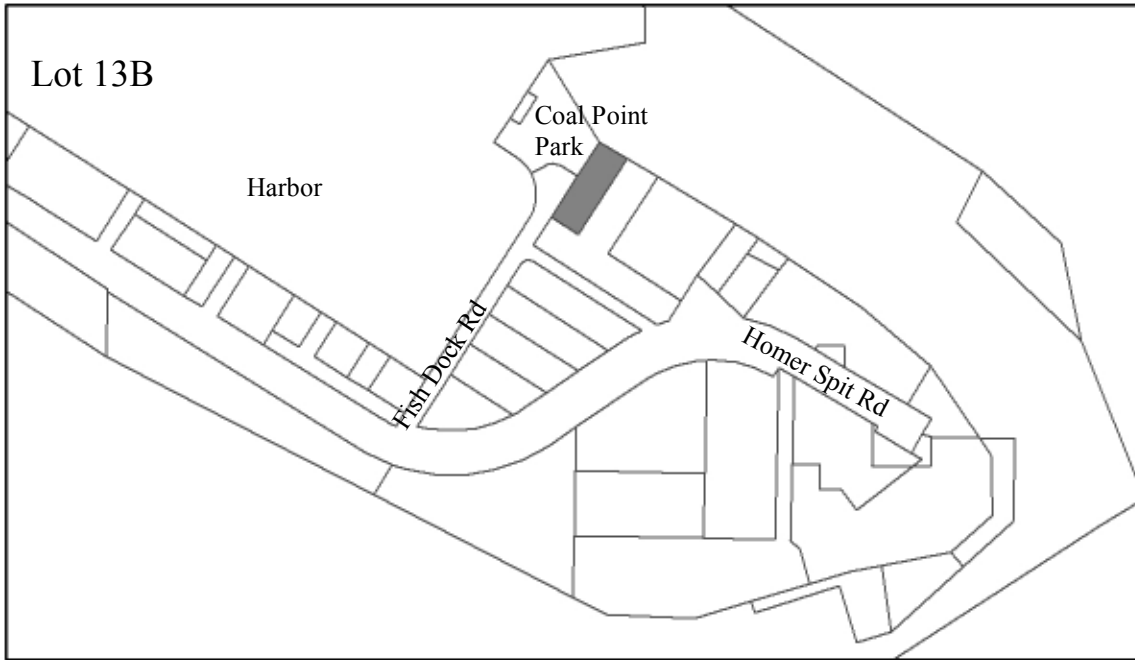 Lot 13B
Coal Point
Park
Harbor
Fish Dock Rd
Homer Spit Rd